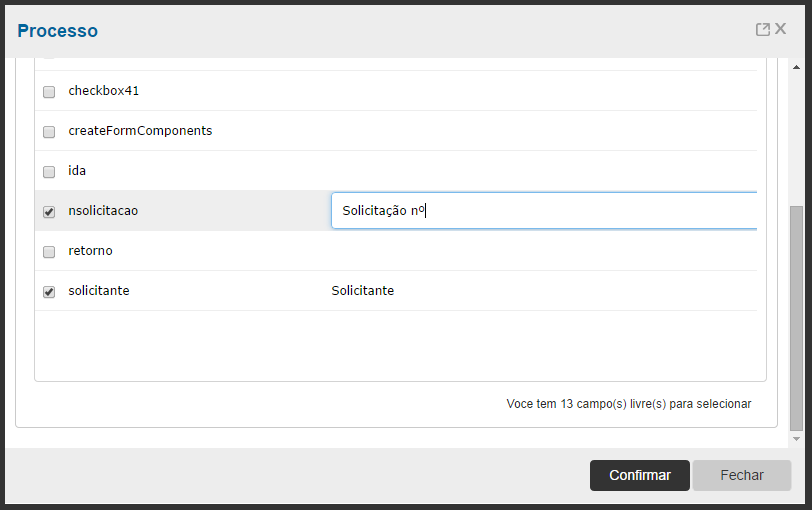 Processo
X
checkbox41
createFormComponents
ida
nsolicitacao Solicitação nº
retorno
solicitante Solicitante
Voce tem 13 campo(s) livre(s) para selecionar
Confirmar Fechar